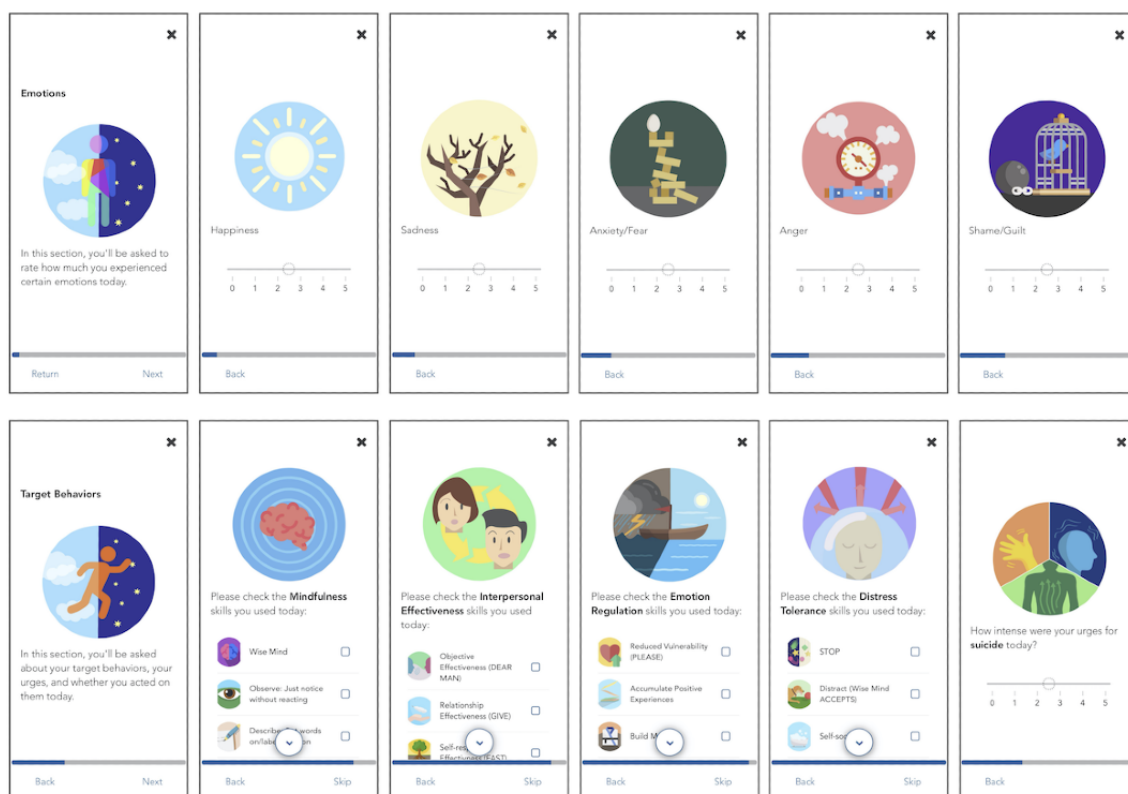 Emotions
In this section, you'll be asked to
rate how much you experienced
certain emotions today.
Return Next
Happiness
0 1 2 3 4 5
Back
Sadness
0 1 2 3 4 5
Back
Anxiety/Fear
0 1 2 3 4 5
Back
Anger
0 1 2 3 4 5
Back
Shame/Guilt
0 1 2 3 4 5
Back
Target Behaviors
In this section, you'll be asked
about your target behaviors, your
urges, and whether you acted on
them today.
Back Next
Please check the Mindfulness
skills you used today:
Wise Mind
Observe: Just notice
without reacting
words
Back Skip
Please check the Interpersonal
Effectiveness skills you used
today:
Objective
Effectiveness (DEAR
MAN)
Relationship
Effectiveness (GIVE)
Back Skip
Please check the Emotion
Regulation skills you used today:
Reduced Vulnerability
(PLEASE)
Accumulate Positive
Experiences
Build
Back Skip
Please check the Distress
Tolerance skills you used today:
STOP
Distract (Wise Mind
ACCEPTS)
Back Skip
How intense were your urges for
suicide today?
0 1 2 3 4 5
Back